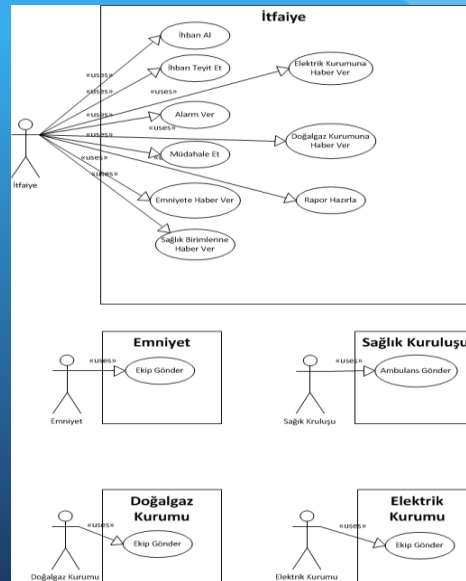 İtfaiye
İhbarı Al
İhbarı Teyit Et
Elektrik Kurumuna
Haber Ver
«uses»
«uses»
«uses»
Alarm Ver
«uses»
«uses»
Doğalgaz Kurumuna
Haber Ver
Müdahale Et
«uses»
«uses»
İtfaiye
Emniyete Haber Ver
Rapor Hazırla
Sağlık Birimlerine
Haber Ver
Emniyet
«uses»
Ekip Gönder
Emniyet
Sağlık Kuruluşu
«uses»
Ambulans Gönder
Sağık Kruluşu
Doğalgaz
Kurumu
«uses»
Ekip Gönder
Doğalgaz Kurumu
Elektrik
Kurumu
«uses»
Ekip Gönder
Elektrik Kurumu